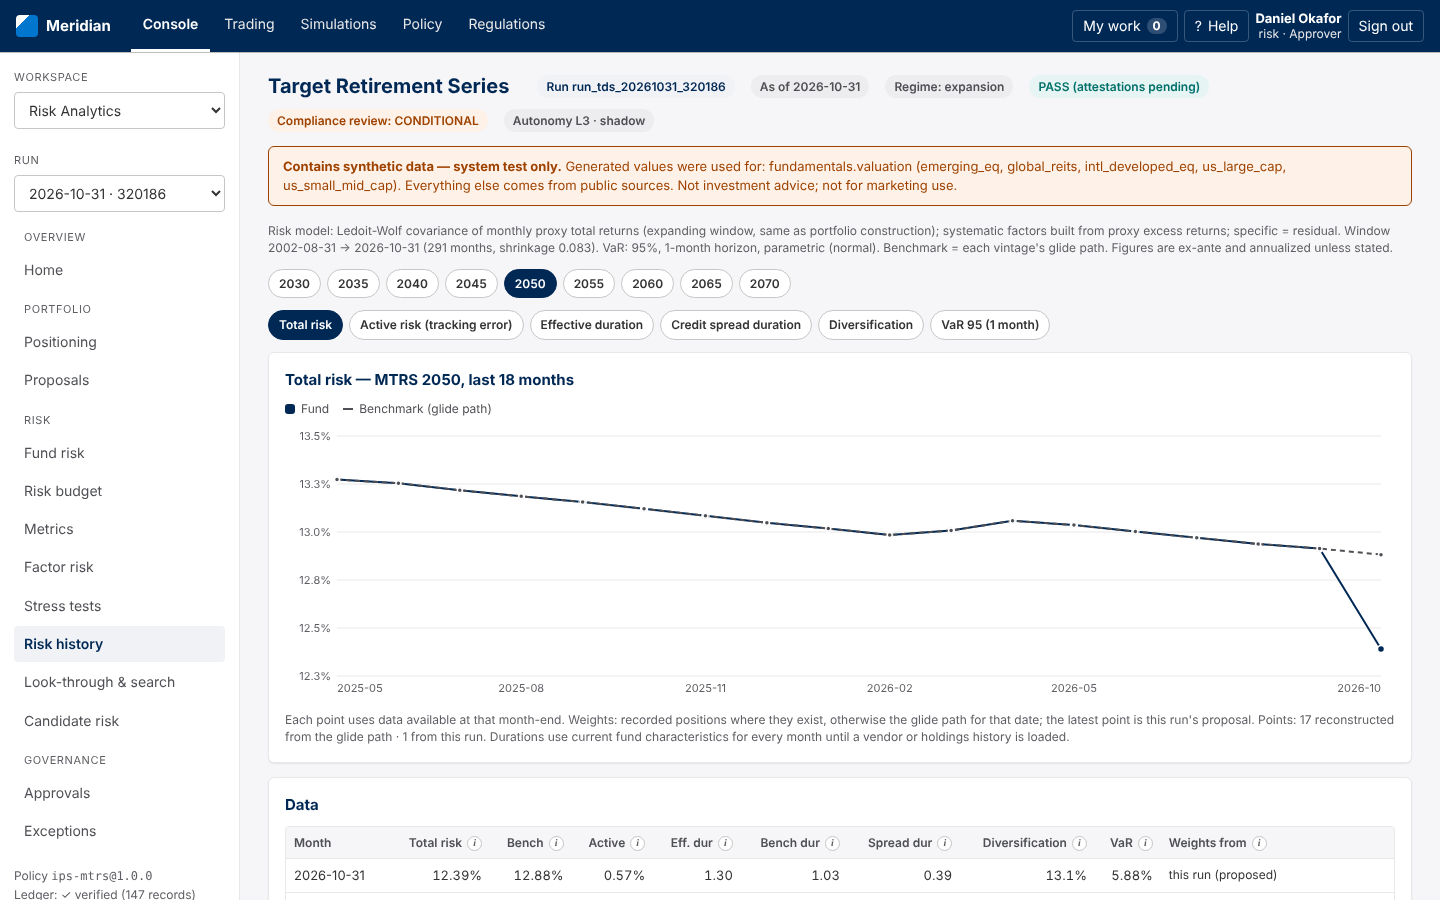 Meridian
Console
Trading
Simulations
Policy
Regulations
My work 0
? Help
Daniel Okafor
risk · Approver
Sign out
WORKSPACE
Risk Analytics
RUN
2026-10-31 · 320186
OVERVIEW
Home
PORTFOLIO
Positioning
Proposals
RISK
Fund risk
Risk budget
Metrics
Factor risk
Stress tests
Risk history
Look-through & search
Candidate risk
GOVERNANCE
Approvals
Exceptions
Policy ips-mtrs@1.0.0
Ledger: ✓ verified (147 records)
Target Retirement Series
Run run_tds_20261031_320186
As of 2026-10-31
Regime: expansion
PASS (attestations pending)
Compliance review: CONDITIONAL
Autonomy L3 · shadow
Contains synthetic data — system test only. Generated values were used for: fundamentals.valuation (emerging_eq, global_reits, intl_developed_eq, us_large_cap,
us_small_mid_cap). Everything else comes from public sources. Not investment advice; not for marketing use.
Risk model: Ledoit-Wolf covariance of monthly proxy total returns (expanding window, same as portfolio construction); systematic factors built from proxy excess returns; specific = residual. Window
2002-08-31 → 2026-10-31 (291 months, shrinkage 0.083). VaR: 95%, 1-month horizon, parametric (normal). Benchmark = each vintage's glide path. Figures are ex-ante and annualized unless stated.
2030 2035 2040 2045 2050 2055 2060 2065 2070
Total risk
Active risk (tracking error)
Effective duration
Credit spread duration
Diversification
VaR 95 (1 month)
Total risk — MTRS 2050, last 18 months
Fund
Benchmark (glide path)
13.5%
13.3%
13.0%
12.8%
12.5%
12.3%
2025-05 2025-08 2025-11 2026-02 2026-05 2026-10
Each point uses data available at that month-end. Weights: recorded positions where they exist, otherwise the glide path for that date; the latest point is this run's proposal. Points: 17 reconstructed
from the glide path · 1 from this run. Durations use current fund characteristics for every month until a vendor or holdings history is loaded.
Data
Month Total risk i Bench i Active i Eff. dur i Bench dur i Spread dur i Diversification i VaR i Weights from i
2026-10-31 12.39% 12.88% 0.57% 1.30 1.03 0.39 13.1% 5.88% this run (proposed)